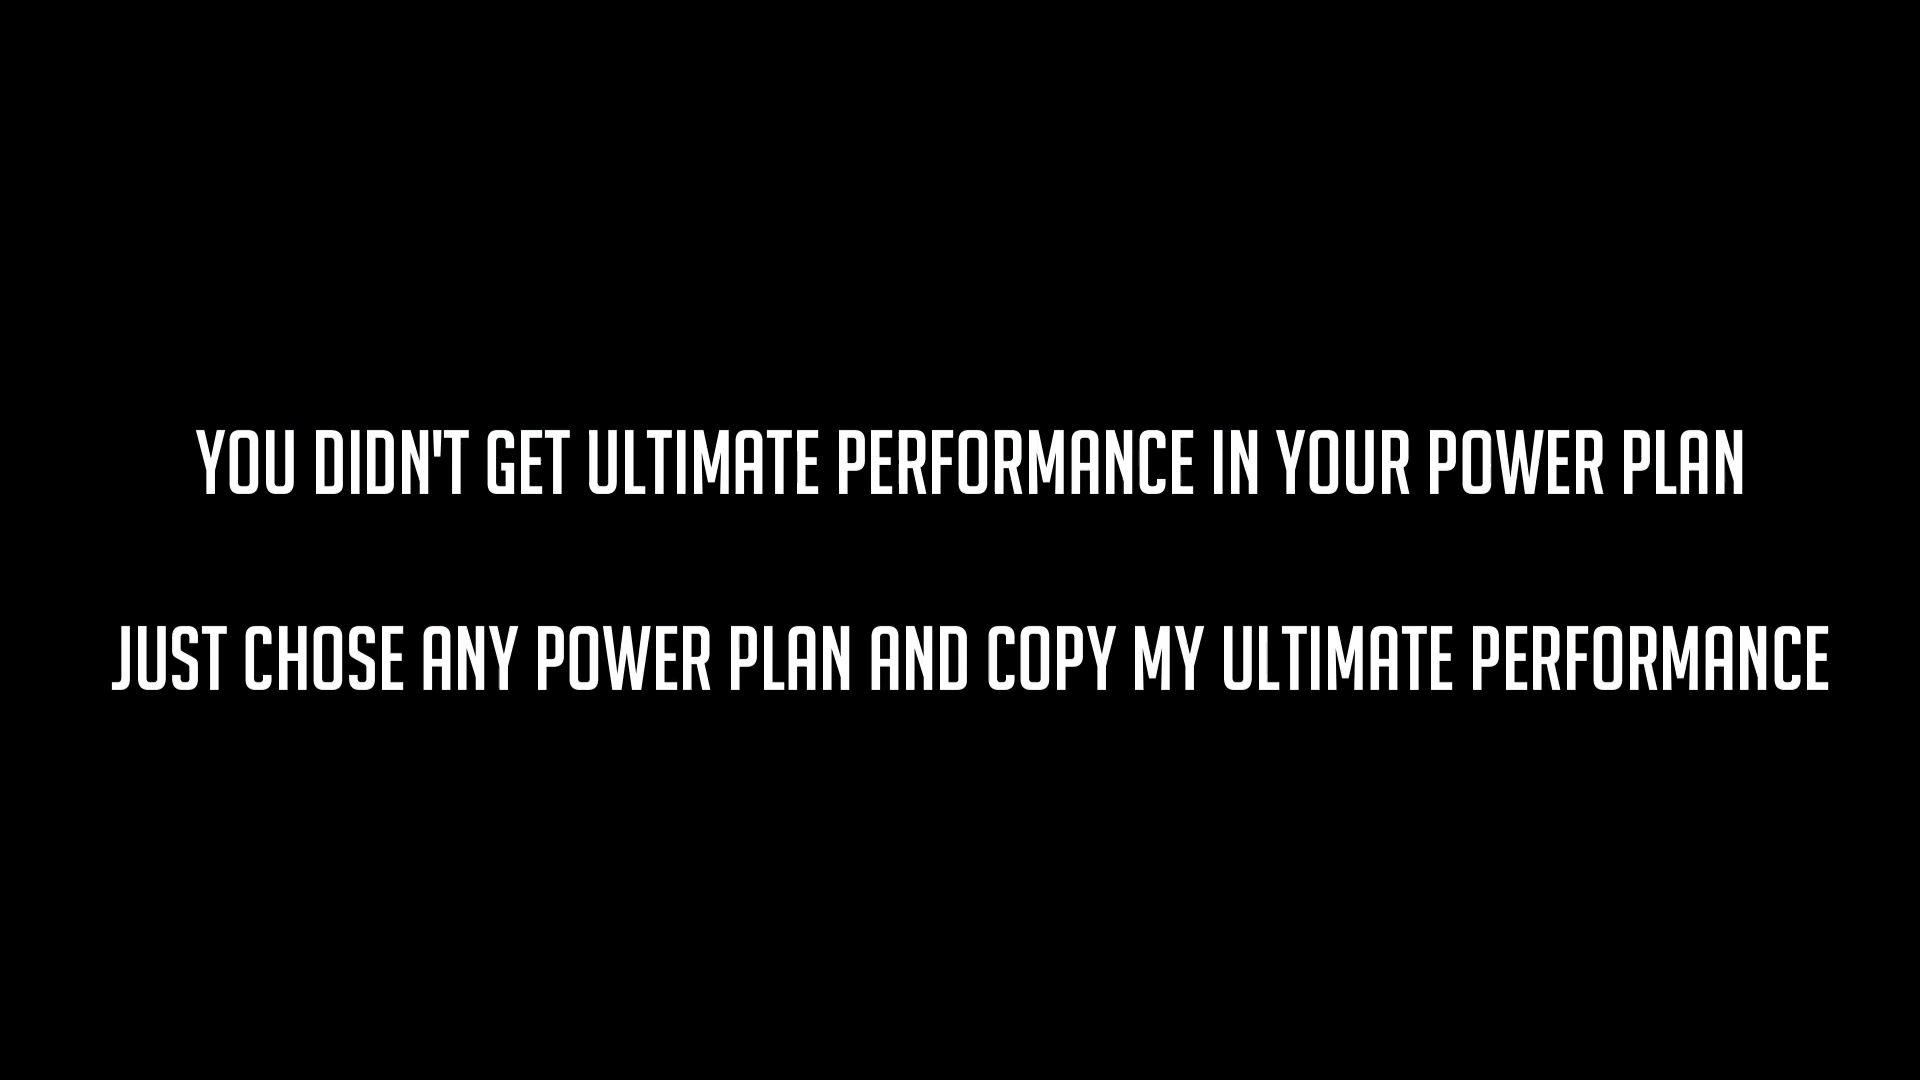 YOU DIDN'T GET ULTIMATE PERFORMANCE IN YOUR POWER PLAN
JUST CHOSE ANY POWER PLAN AND COPY MY ULTIMATE PERFORMANCE